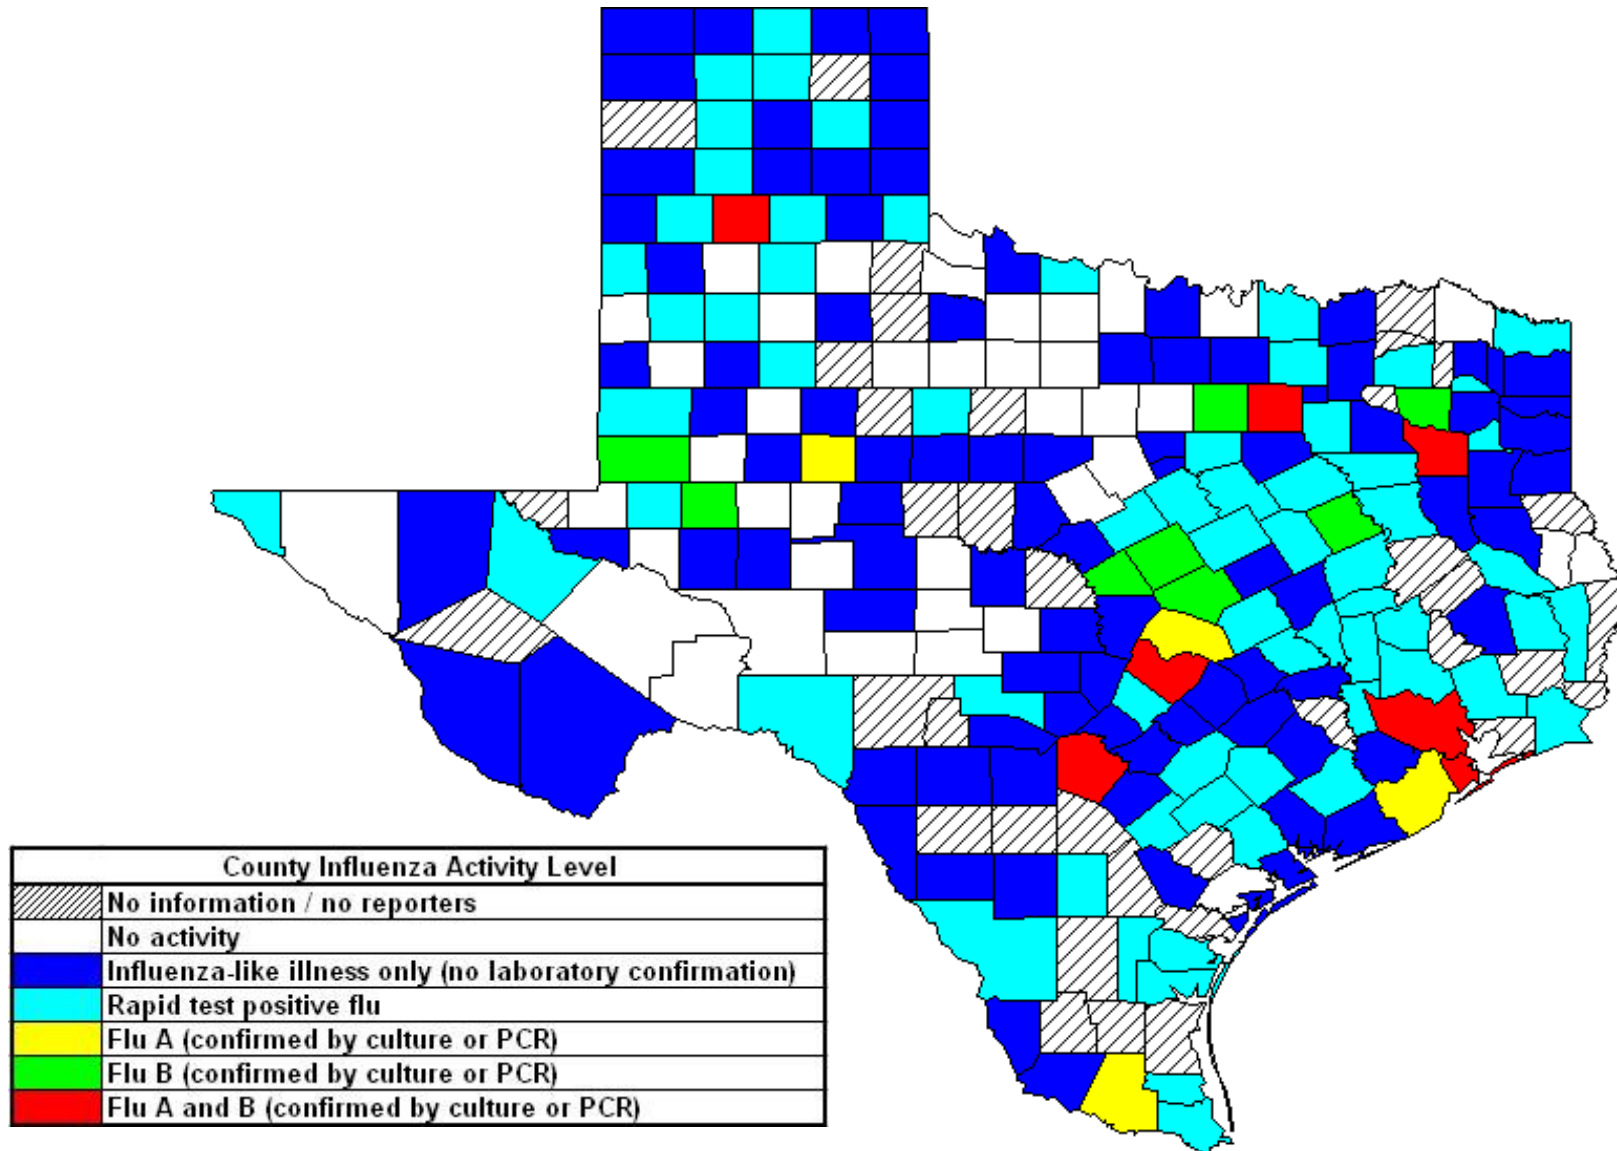 County Influenza Activity Level
No information / no reporters
No activity
Influenza-like illness only (no laboratory confirmation)
Rapid test positive flu
Flu A (confirmed by culture or PCR)
Flu B (confirmed by culture or PCR)
Flu A and B (confirmed by culture or PCR)